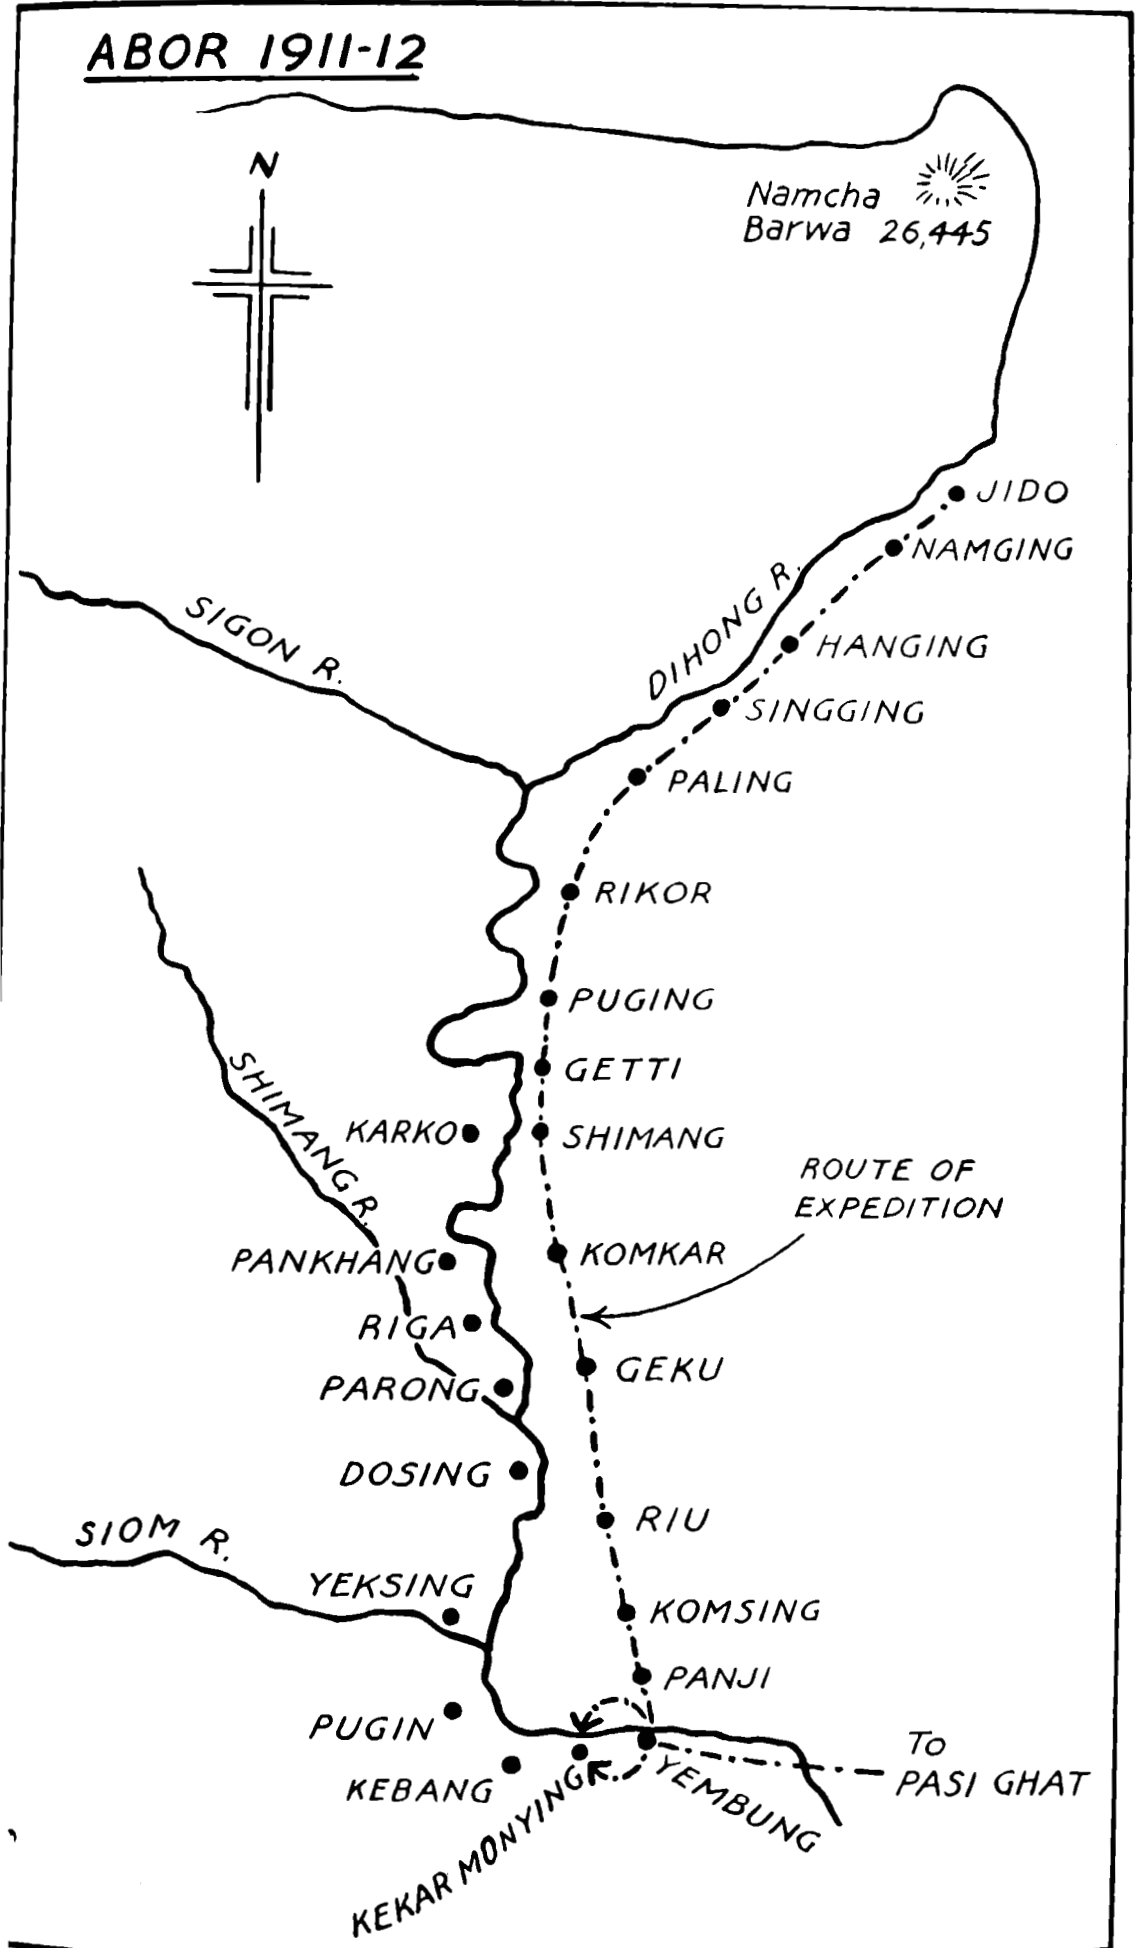 ABOR 1911-12
N
Namcha
Barwa 26,445
JIDO
NAMGING
DIHONG R.
HANGING
SIGON R.
SINGGING
PALING
RIKOR
PUGING
GETTI
SHIMANG R.
KARKO
SHIMANG
ROUTE OF
EXPEDITION
PANKHANG
KOMKAR
RIGA
GEKU
PARONG
DOSING
RIU
SIOM R.
YEKSING
KOMSING
PANJI
PUGIN
KEBANG
KEKAR MONYING
YEMBUNG
TO
PASI GHAT